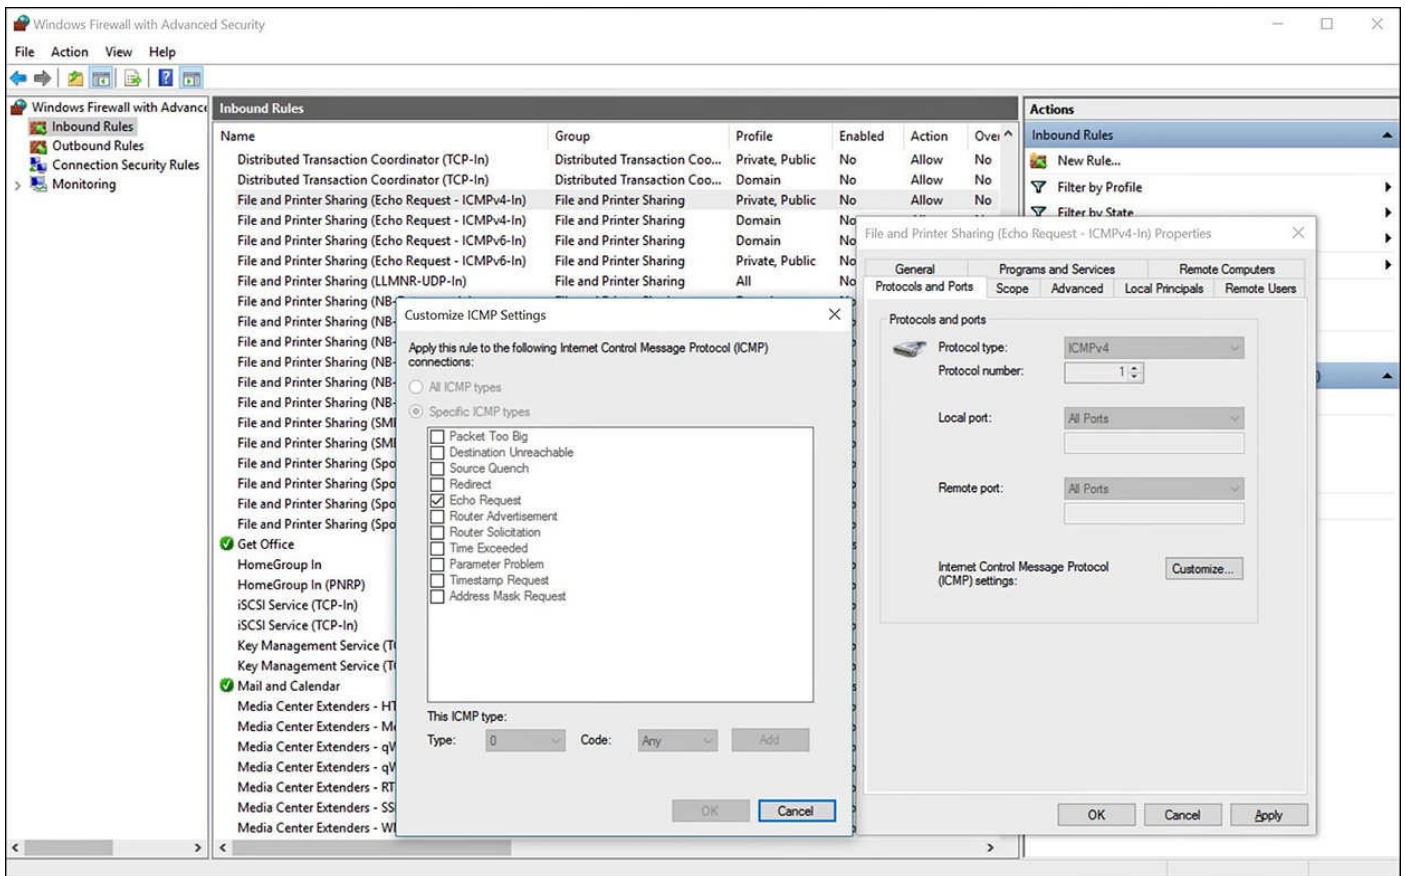 Windows Firewall with Advanced Security
File Action View Help
Windows Firewall with Advance
Inbound Rules
Outbound Rules
Connection Security Rules
Monitoring
Inbound Rules
Name Group Profile Enabled Action Over
Distributed Transaction Coordinator (TCP-In) Distributed Transaction Coo... Private, Public No Allow No
Distributed Transaction Coordinator (TCP-In) Distributed Transaction Coo... Domain No Allow No
File and Printer Sharing (Echo Request - ICMPv4-In) File and Printer Sharing Private, Public No Allow No
File and Printer Sharing (Echo Request - ICMPv4-In) File and Printer Sharing Domain No
File and Printer Sharing (Echo Request - ICMPv6-In) File and Printer Sharing Domain No
File and Printer Sharing (Echo Request - ICMPv6-In) File and Printer Sharing Private, Public No
File and Printer Sharing (LLMNR-UDP-In) File and Printer Sharing All No
File and Printer Sharing (NB-
File and Printer Sharing (NB-
File and Printer Sharing (NB-
File and Printer Sharing (NB-
File and Printer Sharing (NB-
File and Printer Sharing (NB-
File and Printer Sharing (SM
File and Printer Sharing (SM
File and Printer Sharing (Spo
File and Printer Sharing (Spo
File and Printer Sharing (Spo
File and Printer Sharing (Spo
Get Office
HomeGroup In
HomeGroup In (PNRP)
iSCSI Service (TCP-In)
iSCSI Service (TCP-In)
Key Management Service (T
Key Management Service (T
Mail and Calendar
Media Center Extenders - HT
Media Center Extenders - M
Media Center Extenders - qW
Media Center Extenders - qW
Media Center Extenders - RT
Media Center Extenders - SS
Media Center Extenders - W
Actions
Inbound Rules
New Rule...
Filter by Profile
Filter by State
Customize ICMP Settings
Apply this rule to the following Internet Control Message Protocol (ICMP)
connections:
All ICMP types
Specific ICMP types
Packet Too Big
Destination Unreachable
Source Quench
Redirect
Echo Request
Router Advertisement
Router Solicitation
Time Exceeded
Parameter Problem
Timestamp Request
Address Mask Request
This ICMP type:
Type: 0 Code: Any Add
OK Cancel
File and Printer Sharing (Echo Request - ICMPv4-In) Properties
General Programs and Services Remote Computers
Protocols and Ports Scope Advanced Local Principals Remote Users
Protocols and ports
Protocol type: ICMPv4
Protocol number: 1
Local port: All Ports
Remote port: All Ports
Internet Control Message Protocol
(ICMP) settings:
Customize...
OK Cancel Apply